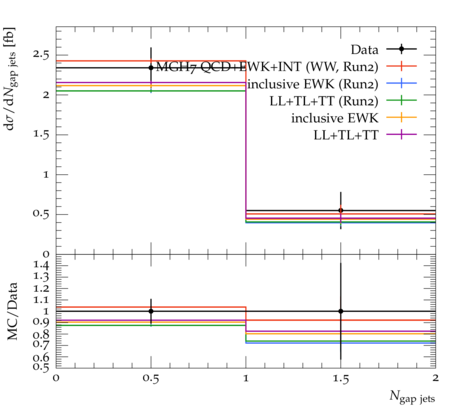 dσ/dN_gap jets [fb]
2.5
2
1.5
1
0.5
0
Data
MGH7 QCD+EWK+INT (WW, Run2)
inclusive EWK (Run2)
LL+TL+TT (Run2)
inclusive EWK
LL+TL+TT
MC/Data
1.4
1.3
1.2
1.1
1
0.9
0.8
0.7
0.6
0.5
0 0.5 1 1.5 2
N_gap jets